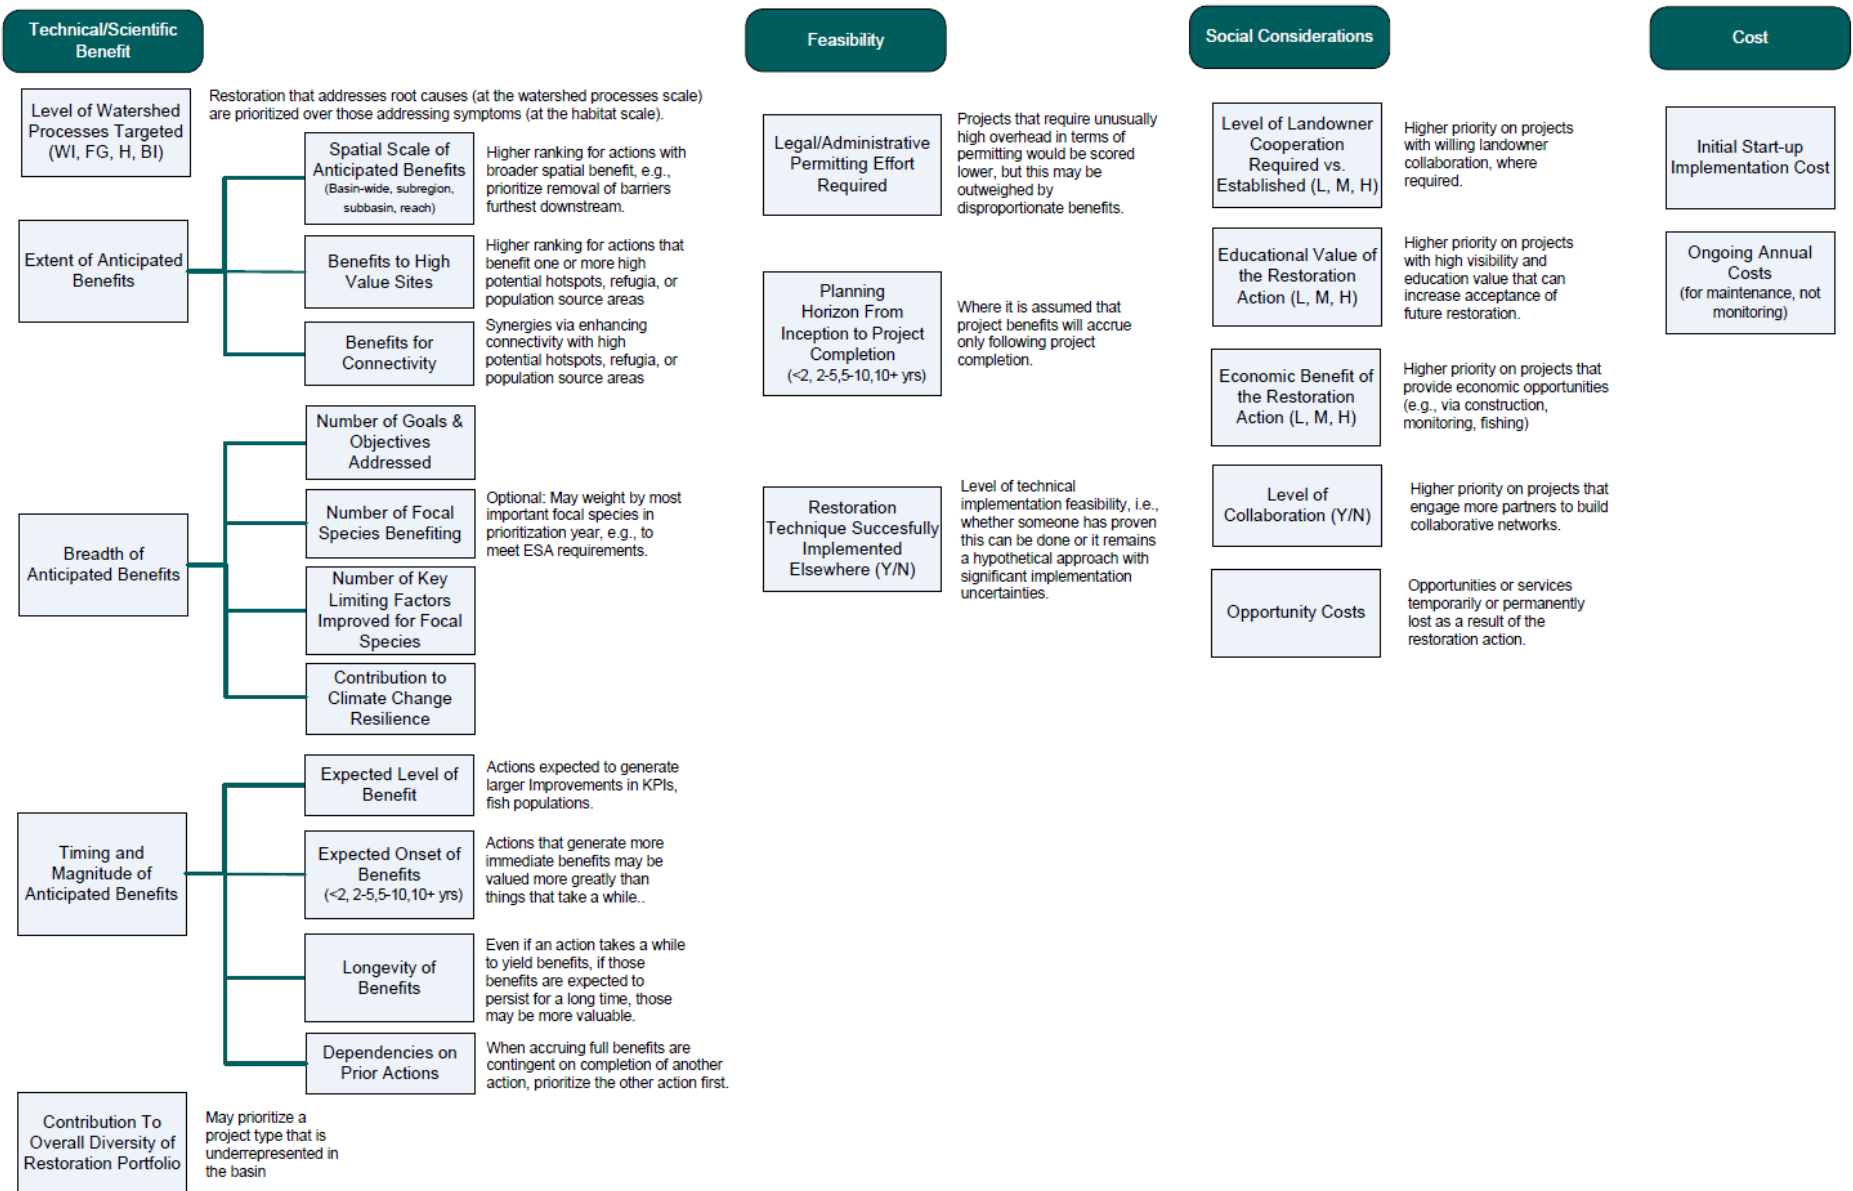 Technical/Scientific
Benefit
Level of Watershed
Processes Targeted
(WI, FG, H, BI)
Restoration that addresses root causes (at the watershed processes scale)
are prioritized over those addressing symptoms (at the habitat scale).
Extent of Anticipated
Benefits
Spatial Scale of
Anticipated Benefits
(Basin-wide, subregion,
subbasin, reach)
Higher ranking for actions with
broader spatial benefit, e.g.,
prioritize removal of barriers
furthest downstream.
Benefits to High
Value Sites
Higher ranking for actions that
benefit one or more high
potential hotspots, refugia, or
population source areas
Benefits for
Connectivity
Synergies via enhancing
connectivity with high
potential hotspots, refugia, or
population source areas
Breadth of
Anticipated Benefits
Number of Goals &
Objectives
Addressed
Number of Focal
Species Benefiting
Optional: May weight by most
important focal species in
prioritization year, e.g., to
meet ESA requirements.
Number of Key
Limiting Factors
Improved for Focal
Species
Contribution to
Climate Change
Resilience
Timing and
Magnitude of
Anticipated Benefits
Expected Level of
Benefit
Actions expected to generate
larger Improvements in KPIs,
fish populations.
Expected Onset of
Benefits
(<2, 2-5,5-10,10+ yrs)
Actions that generate more
immediate benefits may be
valued more greatly than
things that take a while..
Longevity of
Benefits
Even if an action takes a while
to yield benefits, if those
benefits are expected to
persist for a long time, those
may be more valuable.
Dependencies on
Prior Actions
When accruing full benefits are
contingent on completion of another
action, prioritize the other action first.
Contribution To
Overall Diversity of
Restoration Portfolio
May prioritize a
project type that is
underrepresented in
the basin
Feasibility
Legal/Administrative
Permitting Effort
Required
Projects that require unusually
high overhead in terms of
permitting would be scored
lower, but this may be
outweighed by
disproportionate benefits.
Planning
Horizon From
Inception to Project
Completion
(<2, 2-5,5-10,10+ yrs)
Where it is assumed that
project benefits will accrue
only following project
completion.
Restoration
Technique Succesfully
Implemented
Elsewhere (Y/N)
Level of technical
implementation feasibility, i.e.,
whether someone has proven
this can be done or it remains
a hypothetical approach with
significant implementation
uncertainties.
Social Considerations
Level of Landowner
Cooperation
Required vs.
Established (L, M, H)
Higher priority on projects
with willing landowner
collaboration, where
required.
Educational Value of
the Restoration
Action (L, M, H)
Higher priority on projects
with high visibility and
education value that can
increase acceptance of
future restoration.
Economic Benefit of
the Restoration
Action (L, M, H)
Higher priority on projects that
provide economic opportunities
(e.g., via construction,
monitoring, fishing)
Level of
Collaboration (Y/N)
Higher priority on projects that
engage more partners to build
collaborative networks.
Opportunity Costs
Opportunities or services
temporarily or permanently
lost as a result of the
restoration action.
Cost
Initial Start-up
Implementation Cost
Ongoing Annual
Costs
(for maintenance, not
monitoring)